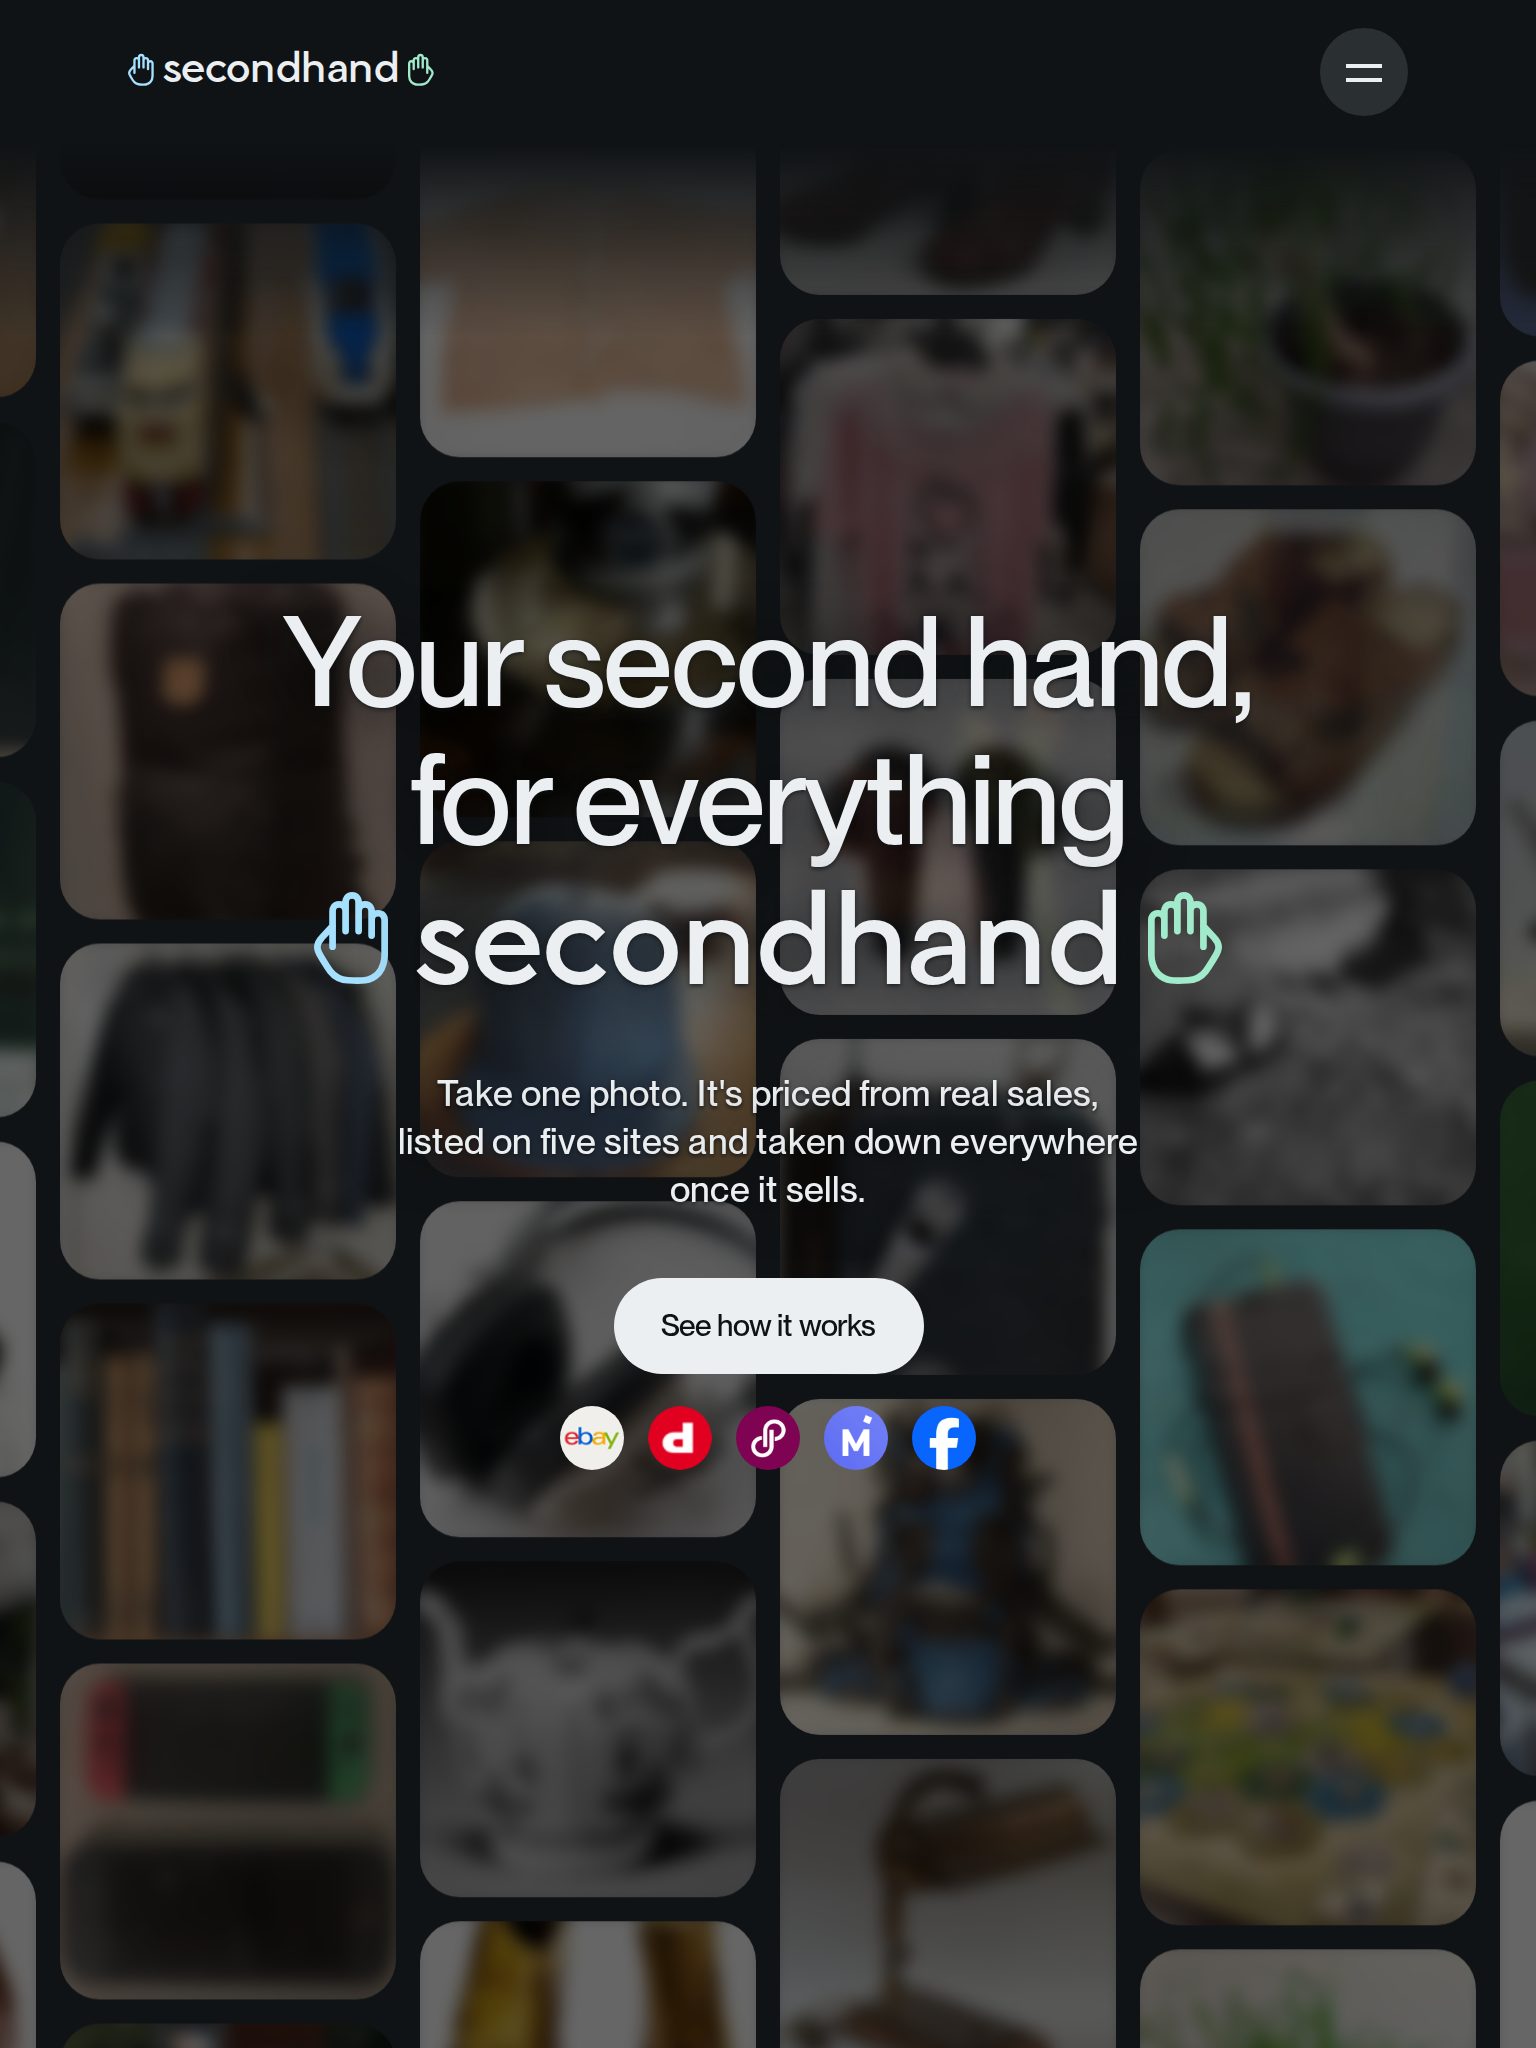 secondhand
Your second hand,
for everything
secondhand
Take one photo. It's priced from real sales,
listed on five sites and taken down everywhere
once it sells.
See how it works
ebay